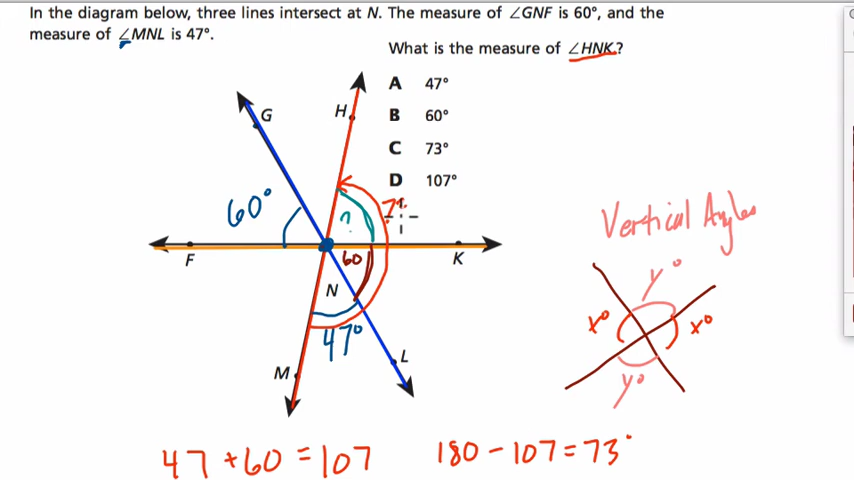 In the diagram below, three lines intersect at N. The measure of ∠GNF is 60°, and the
measure of ∠MNL is 47°.
What is the measure of ∠HNK?
A 47°
B 60°
C 73°
D 107°
G
H
60°
?
F
K
60
N
47°
M
L
Vertical Angles
y°
x°
x°
y°
47 + 60 = 107
180 - 107 = 73°